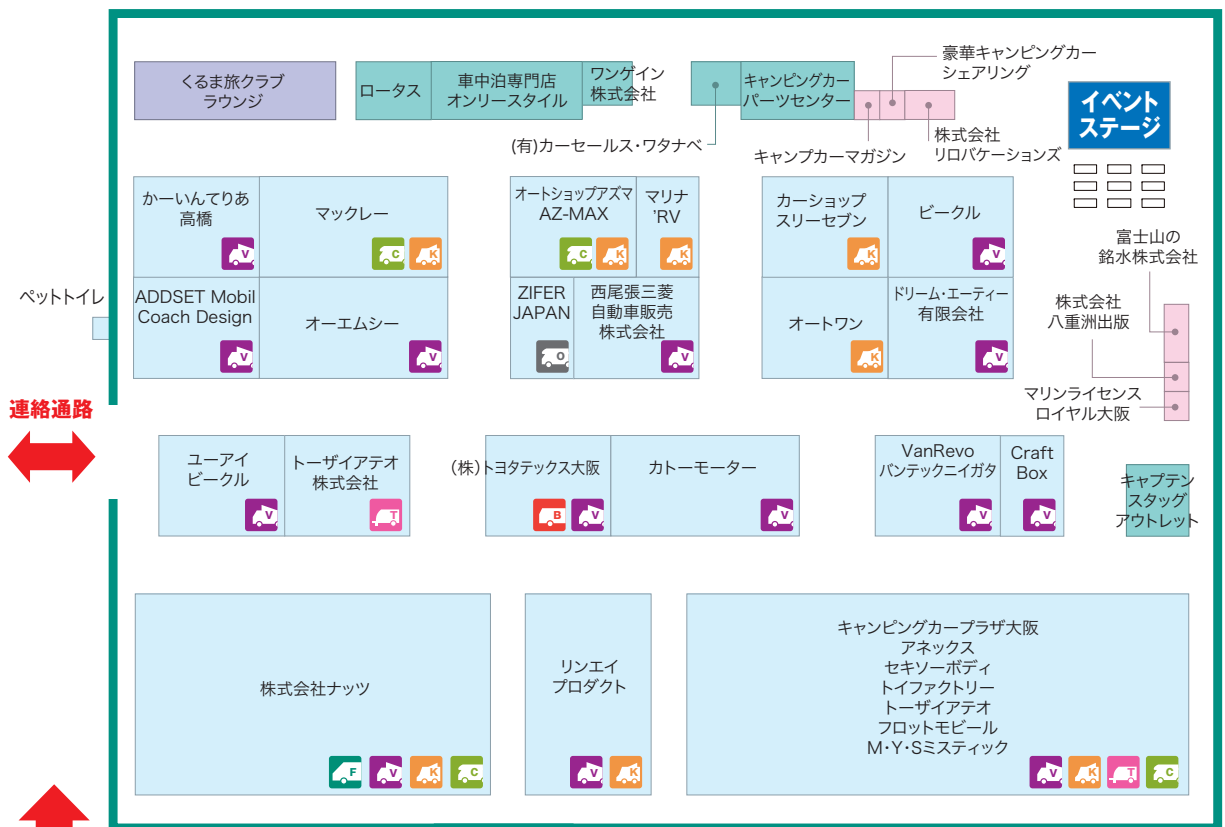 くるま旅クラブ
ラウンジ
ロータス
車中泊専門店
オンリースタイル
ワンゲイン
株式会社
(有)カーセールス・ワタナベ
キャンピングカー
パーツセンター
豪華キャンピングカー
シェアリング
キャンプカーマガジン
株式会社
リロバケーションズ
イベント
ステージ
かーいんてりあ
高橋
V
マックレー
C
K
オートショップアズマ
AZ-MAX
C
K
マリナ
'RV
K
カーショップ
スリーセブン
K
ビークル
V
富士山の
銘水株式会社
ペットトイレ
ADDSET Mobil
Coach Design
V
オーエムシー
V
ZIFER
JAPAN
O
西尾張三菱
自動車販売
株式会社
V
オートワン
K
ドリーム・エーティー
有限会社
V
株式会社
八重洲出版
マリンライセンス
ロイヤル大阪
連絡通路
ユーアイ
ビークル
V
トーザイアテオ
株式会社
T
(株)トヨタテックス大阪
B
V
カトーモーター
V
VanRevo
バンテックニイガタ
V
Craft
Box
V
キャプテン
スタッグ
アウトレット
株式会社ナッツ
F
V
K
C
リンエイ
プロダクト
V
K
キャンピングカープラザ大阪
アネックス
セキソーボディ
トイファクトリー
トーザイアテオ
フロットモビール
M・Y・Sミスティック
V
K
T
C